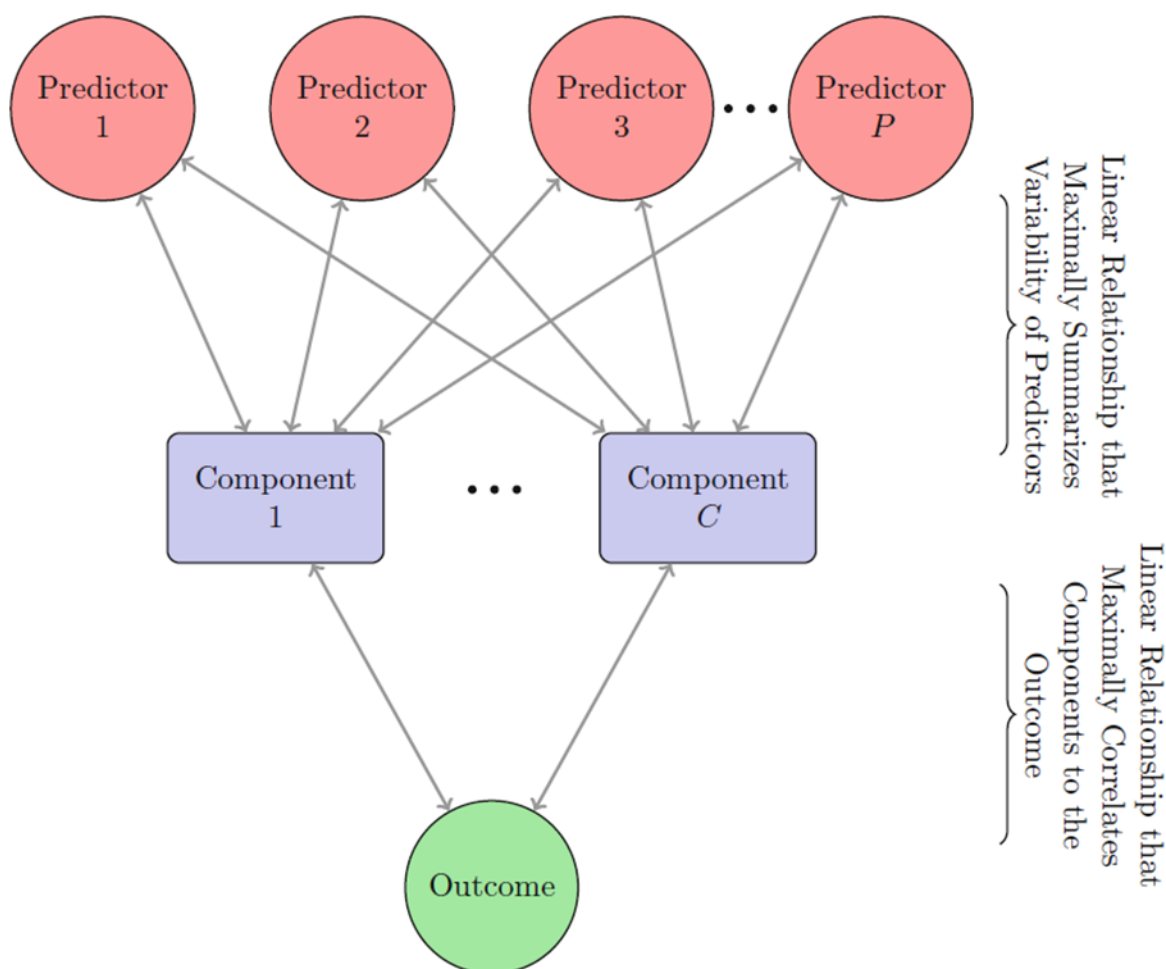 Predictor
1
Predictor
2
Predictor
3
...
Predictor
P
Linear Relationship that
Maximally Summarizes
Variability of Predictors
Component
1
...
Component
C
Linear Relationship that
Maximally Correlates
Components to the
Outcome
Outcome